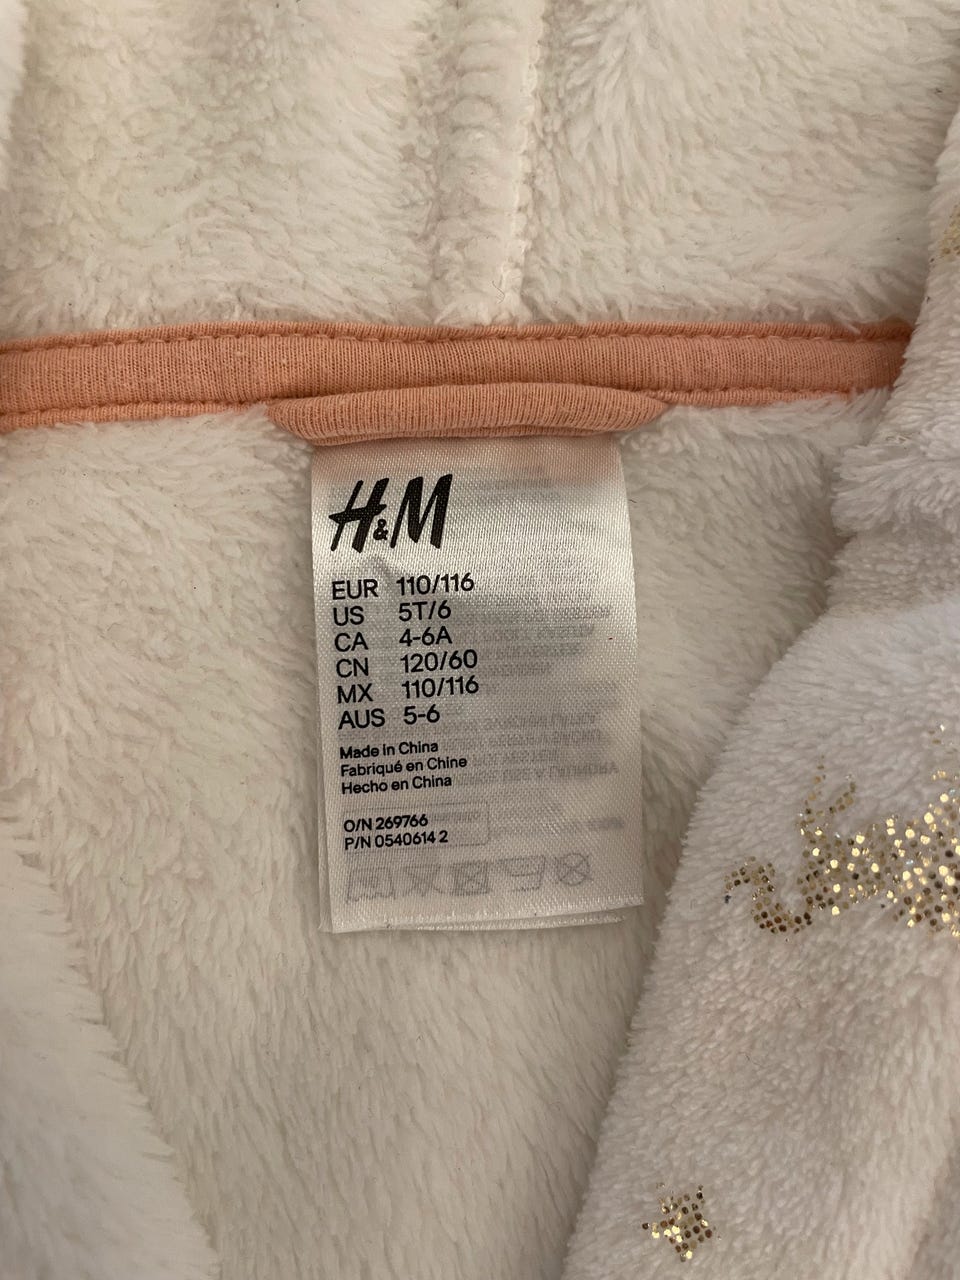 H&M
EUR 110/116
US 5T/6
CA 4-6A
CN 120/60
MX 110/116
AUS 5-6
Made in China
Fabriqué en Chine
Hecho en China
O/N 269766
P/N 0540614 2